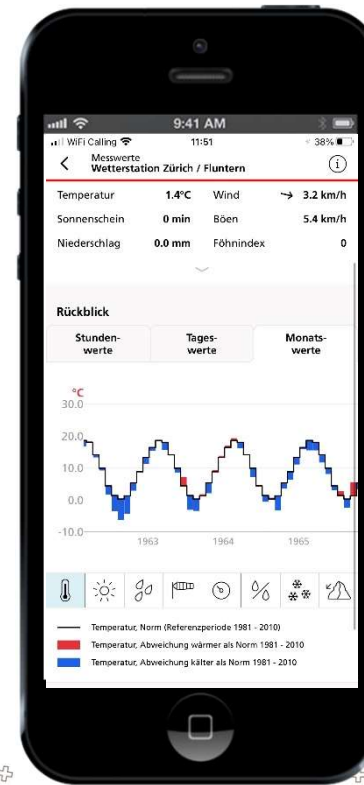 9:41 AM
WiFi Calling 11:51 38%
Messwerte
Wetterstation Zürich / Fluntern
Temperatur 1.4°C Wind 3.2 km/h
Sonnenschein 0 min Böen 5.4 km/h
Niederschlag 0.0 mm Föhnindex 0
Rückblick
Stunden- Tages- Monats-
werte werte werte
°C
30.0
20.0
10.0
0.0
-10.0
1963 1964 1965
Temperatur, Norm (Referenzperiode 1981 - 2010)
Temperatur, Abweichung wärmer als Norm 1981 - 2010
Temperatur, Abweichung kälter als Norm 1981 - 2010